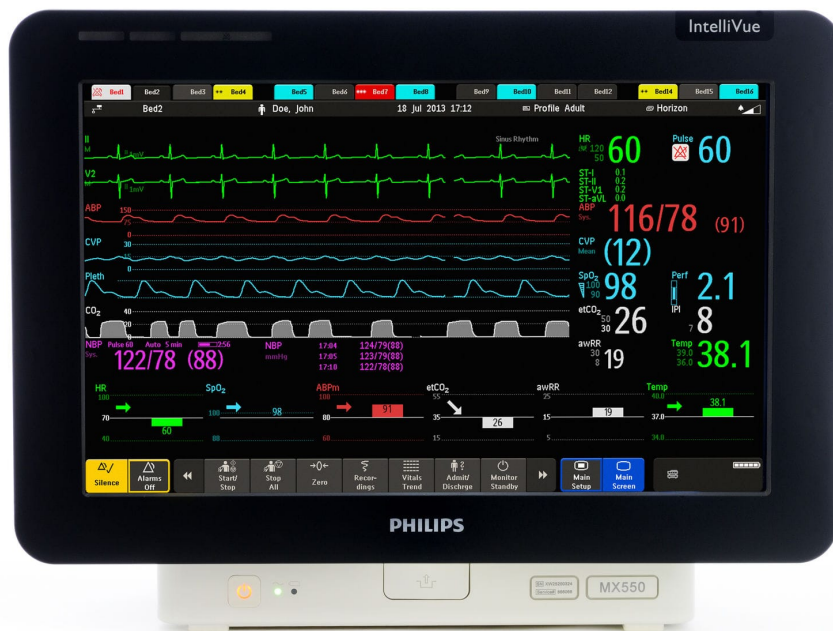 IntelliVue
Bed1 Bed2 Bed3 ** Bed4 Bed5 Bed6 *** Bed7 Bed8 Bed9 Bed10 Bed11 Bed12 ** Bed14 Bed15 Bed16
Bed2 Doe, John 18 Jul 2013 17:12 Profile Adult Horizon
II
M
1mV
Sinus Rhythm
HR
120
50
60
Pulse
60
V2
M
1mV
ST-I 0.1
ST-II 0.2
ST-V1 0.2
ST-aVL 0.0
ABP
150
75
0
ABP
Sys.
116/78 (91)
CVP
30
15
0
CVP
Mean
(12)
Pleth
SpO₂
100
90
98
Perf
2.1
CO₂
40
20
0
etCO₂
50
30
26
IPI
7
8
NBP Pulse 60 Auto 5 min 2:56
Sys.
122/78 (88)
NBP
mmHg
17:04 124/79(88)
17:05 123/79(88)
17:10 122/78(88)
awRR
30
8
19
Temp
39.0
36.0
38.1
HR
100
70
60
40
SpO₂
100
98
88
ABPm
100
91
80
60
etCO₂
55
35
26
15
awRR
25
19
15
5
Temp
40.0
38.1
37.0
34.0
Silence
Alarms
Off
Start/
Stop
Stop
All
→0←
Zero
Recor-
dings
Vitals
Trend
Admit/
Dischrge
Monitor
Standby
Main
Setup
Main
Screen
PHILIPS
MX550